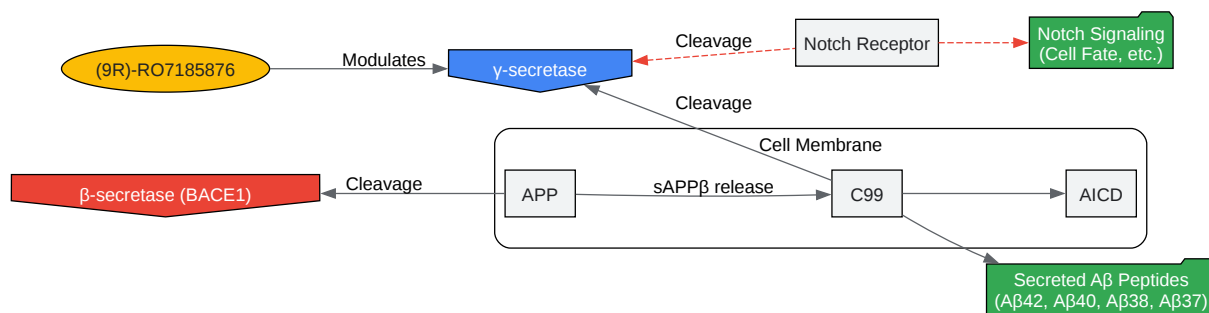 Notch Signaling
(Cell Fate, etc.)
Cleavage
Notch Receptor
Modulates
(9R)-RO7185876
γ-secretase
Cleavage
Cell Membrane
β-secretase (BACE1)
Cleavage
APP
sAPPβ release
C99
AICD
Secreted Aβ Peptides
(Aβ42, Aβ40, Aβ38, Aβ37)